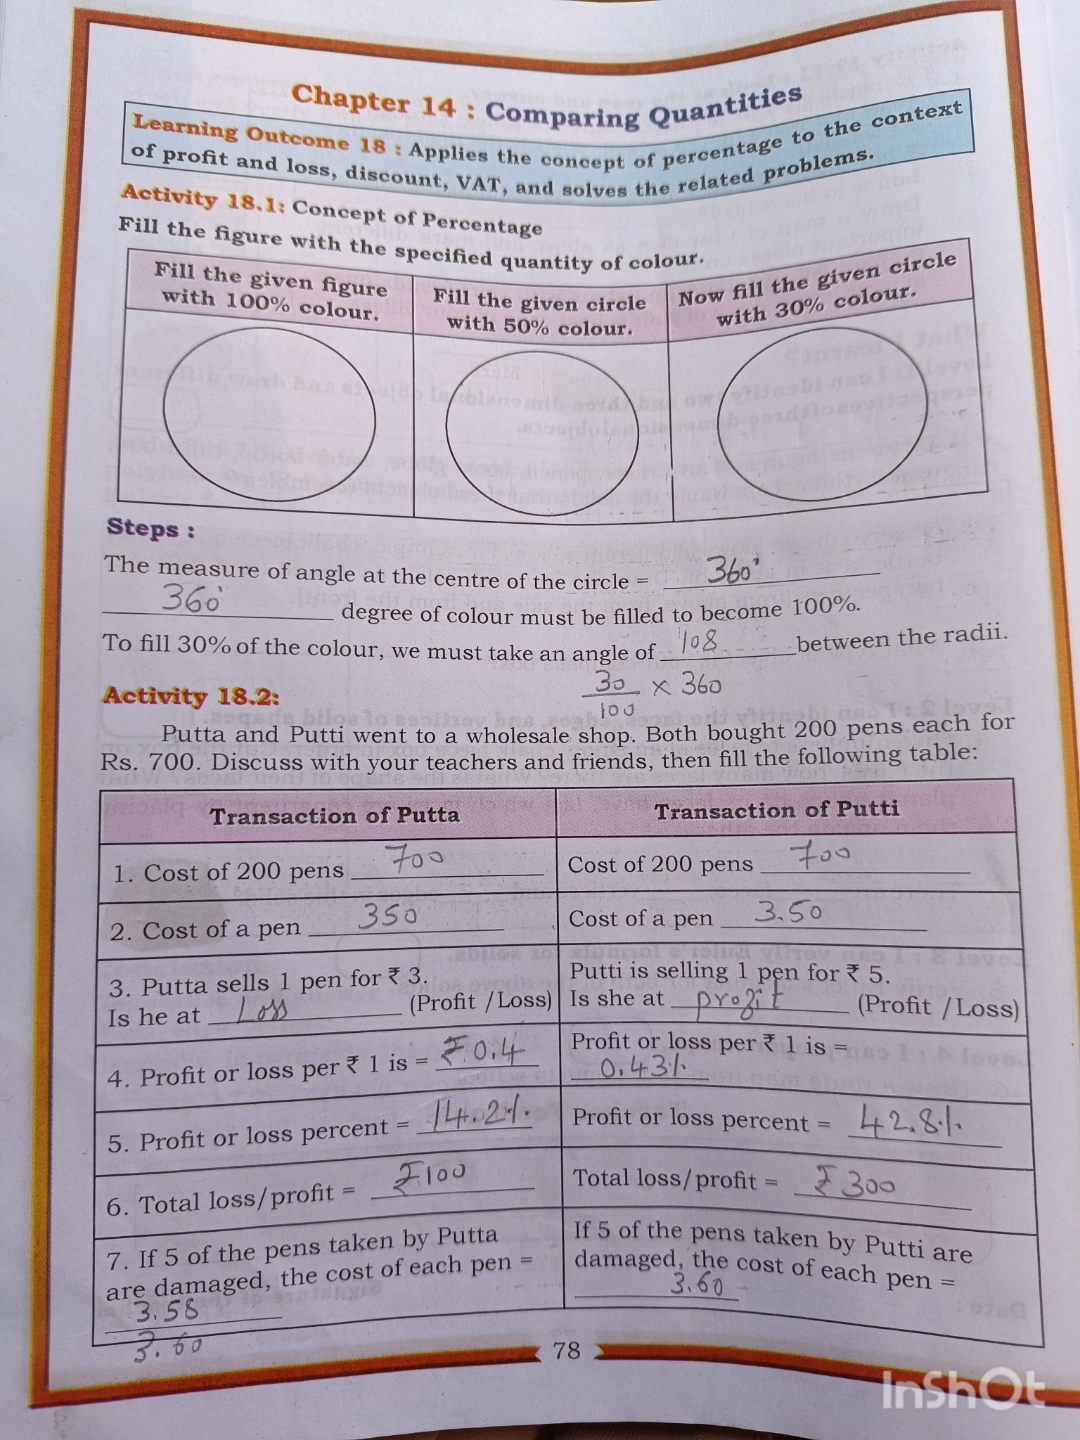 Chapter 14 : Comparing Quantities
Learning Outcome 18 : Applies the concept of percentage to the context
of profit and loss, discount, VAT, and solves the related problems.
Activity 18.1: Concept of Percentage
Fill the figure with the specified quantity of colour.
Fill the given figure
with 100% colour.
Fill the given circle
with 50% colour.
Now fill the given circle
with 30% colour.
Steps :
The measure of angle at the centre of the circle = 360°
360° degree of colour must be filled to become 100%.
To fill 30% of the colour, we must take an angle of 108 between the radii.
30/100 × 360
Activity 18.2:
Putta and Putti went to a wholesale shop. Both bought 200 pens each for
Rs. 700. Discuss with your teachers and friends, then fill the following table:
Transaction of Putta
Transaction of Putti
1. Cost of 200 pens 700
Cost of 200 pens 700
2. Cost of a pen 350
Cost of a pen 3.50
3. Putta sells 1 pen for ₹ 3.
Is he at Loss (Profit / Loss)
Putti is selling 1 pen for ₹ 5.
Is she at profit (Profit / Loss)
4. Profit or loss per ₹ 1 is = ₹0.4
Profit or loss per ₹ 1 is =
0.43%
5. Profit or loss percent = 14.2%
Profit or loss percent = 42.8%
6. Total loss/profit = ₹100
Total loss/profit = ₹300
7. If 5 of the pens taken by Putta
are damaged, the cost of each pen =
3.58
3.60
If 5 of the pens taken by Putti are
damaged, the cost of each pen =
3.60
78
InShOt